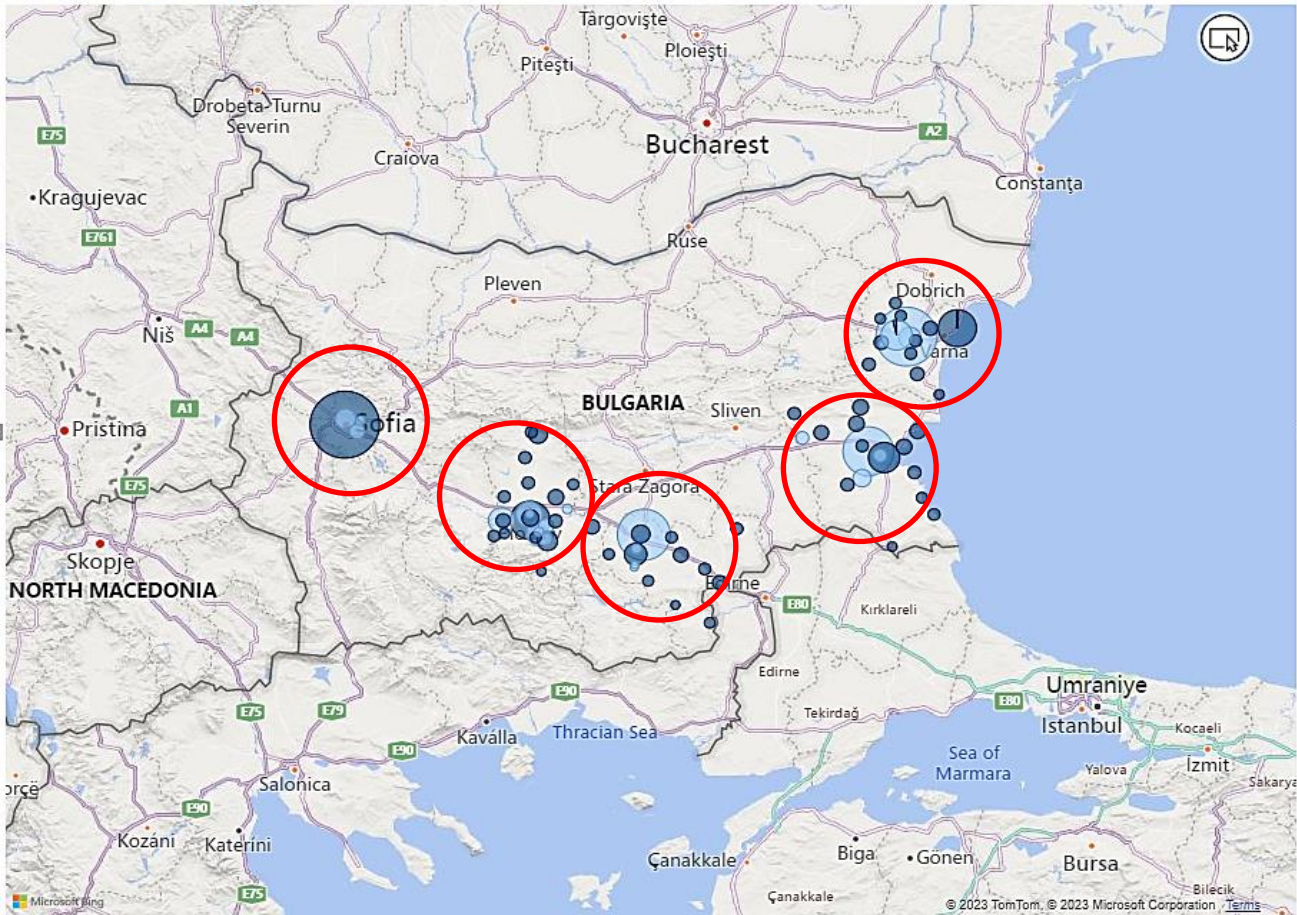 Târgovişte
Ploieşti
Piteşti
Drobeta-Turnu
Severin
Bucharest
A2
E75
Craiova
Constanţa
Kragujevac
E761
Ruse
Pleven
Dobrich
Niš
A4
A4
BULGARIA
Sliven
A1
Pristina
Sofia
E75
Stara Zagora
Skopje
NORTH MACEDONIA
Edirne
E80
Kırklareli
Edirne
E90
E75
E79
Umraniye
E80
Istanbul
Tekirdağ
Kocaeli
Kaválla
Thracian Sea
E90
Sea of
Marmara
İzmit
Yalova
Salonica
Sakarya
E90
Kozáni
Kateríni
Çanakkale
Biga
Gönen
Bursa
E75
Çanakkale
Bilecik
Microsoft Bing
© 2023 TomTom, © 2023 Microsoft Corporation Terms